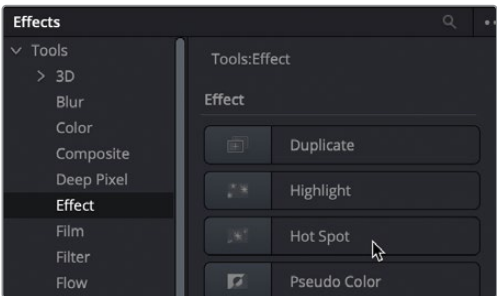 Effects
Tools
3D
Blur
Color
Composite
Deep Pixel
Effect
Film
Filter
Flow
Tools:Effect
Effect
Duplicate
Highlight
Hot Spot
Pseudo Color